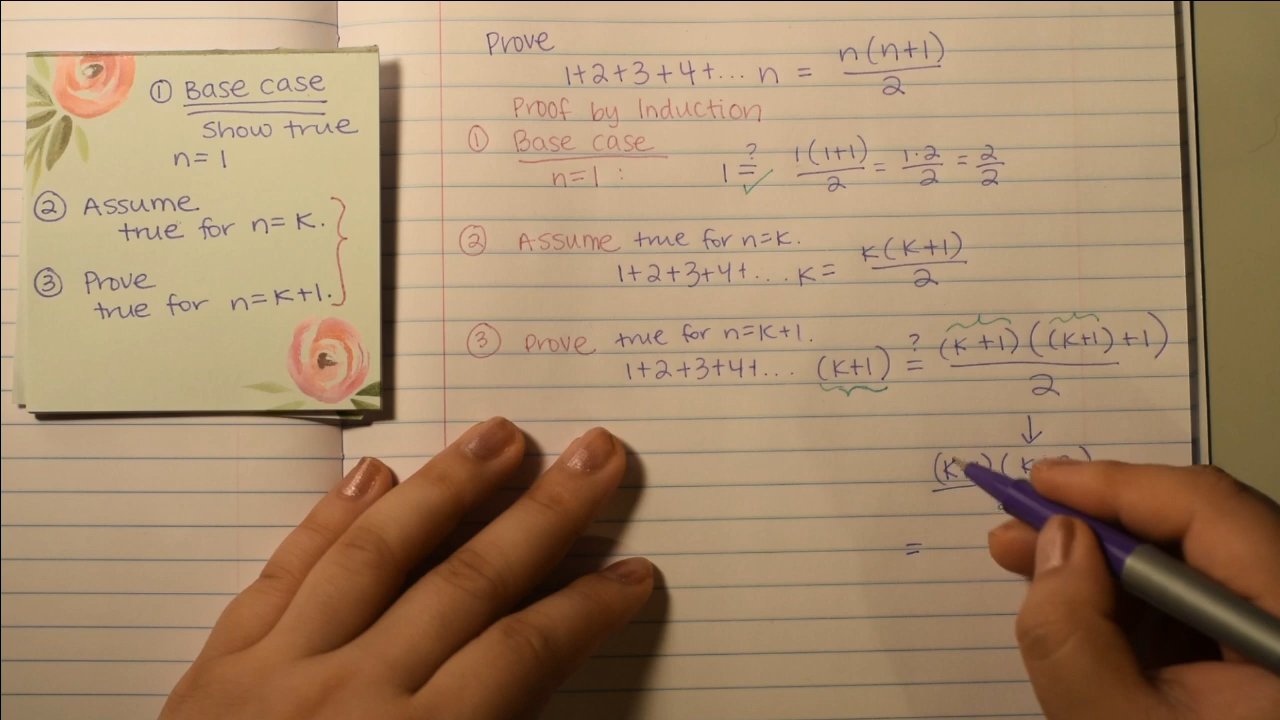 ① Base case
Show true
n=1
② Assume
true for n=k.
③ Prove
true for n=k+1.
Prove
1+2+3+4+... n = n(n+1)/2
Proof by Induction
① Base case
n=1: 1 ?= 1(1+1)/2 = 1·2/2 = 2/2 ✓
② Assume true for n=k.
1+2+3+4+... k = k(k+1)/2
③ Prove true for n=k+1.
1+2+3+4+... (k+1) ?= (k+1)((k+1)+1)/2
↓
(k )(k )
=